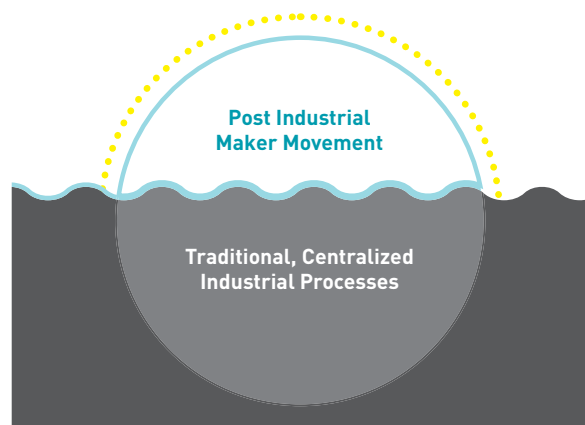 Post Industrial
Maker Movement
Traditional, Centralized
Industrial Processes